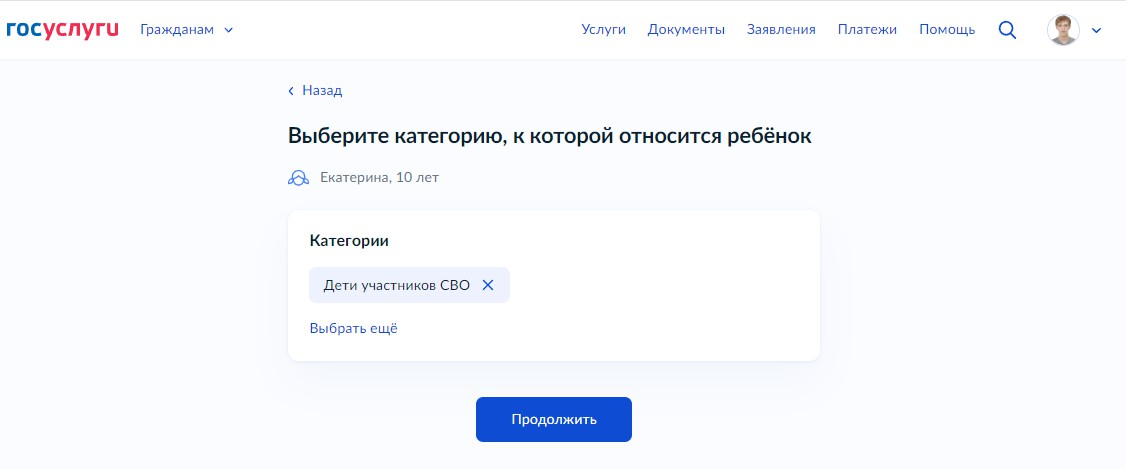 госуслуги Гражданам Услуги Документы Заявления Платежи Помощь
Назад
Выберите категорию, к которой относится ребёнок
Екатерина, 10 лет
Категории
Дети участников СВО
Выбрать ещё
Продолжить